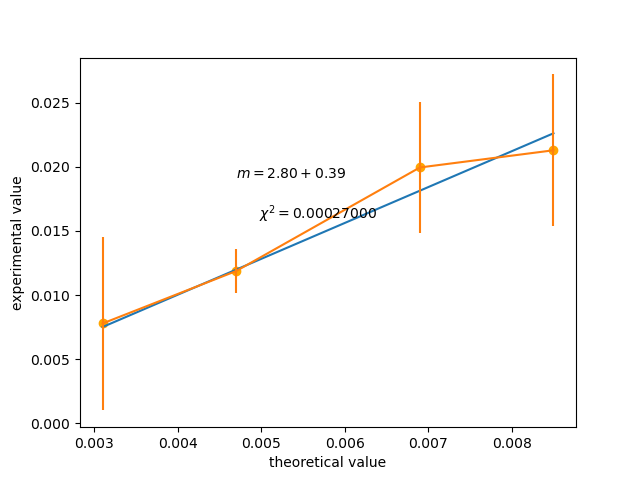 0.025
0.020
0.015
0.010
0.005
0.000
experimental value
m = 2.80 + 0.39
χ² = 0.00027000
0.003 0.004 0.005 0.006 0.007 0.008
theoretical value